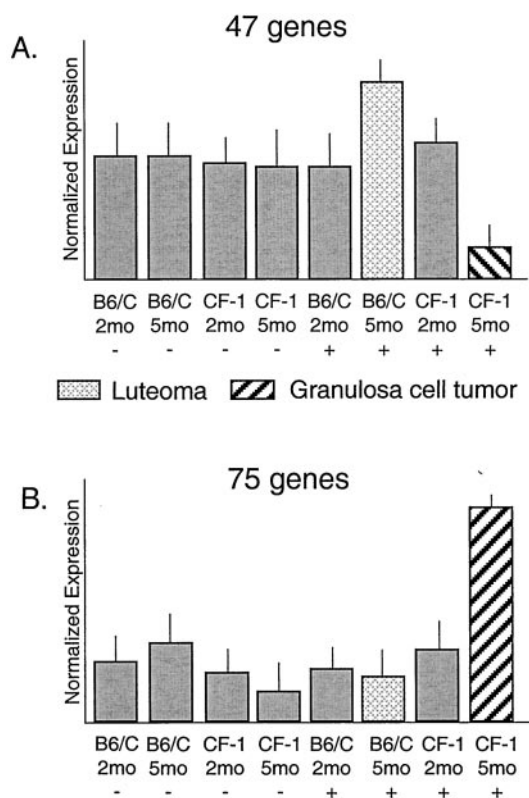 47 genes
A.
Normalized Expression
B6/C B6/C CF-1 CF-1 B6/C B6/C CF-1 CF-1
2mo 5mo 2mo 5mo 2mo 5mo 2mo 5mo
- - - - + + + +
Luteoma Granulosa cell tumor
75 genes
B.
Normalized Expression
B6/C B6/C CF-1 CF-1 B6/C B6/C CF-1 CF-1
2mo 5mo 2mo 5mo 2mo 5mo 2mo 5mo
- - - - + + + +